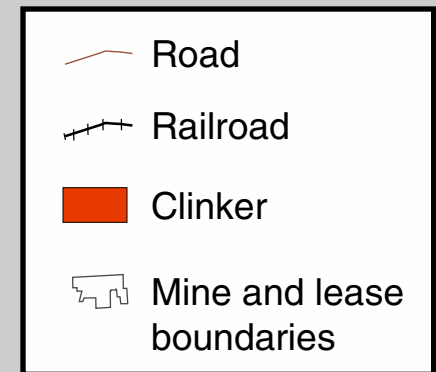 Road
Railroad
Clinker
Mine and lease
boundaries